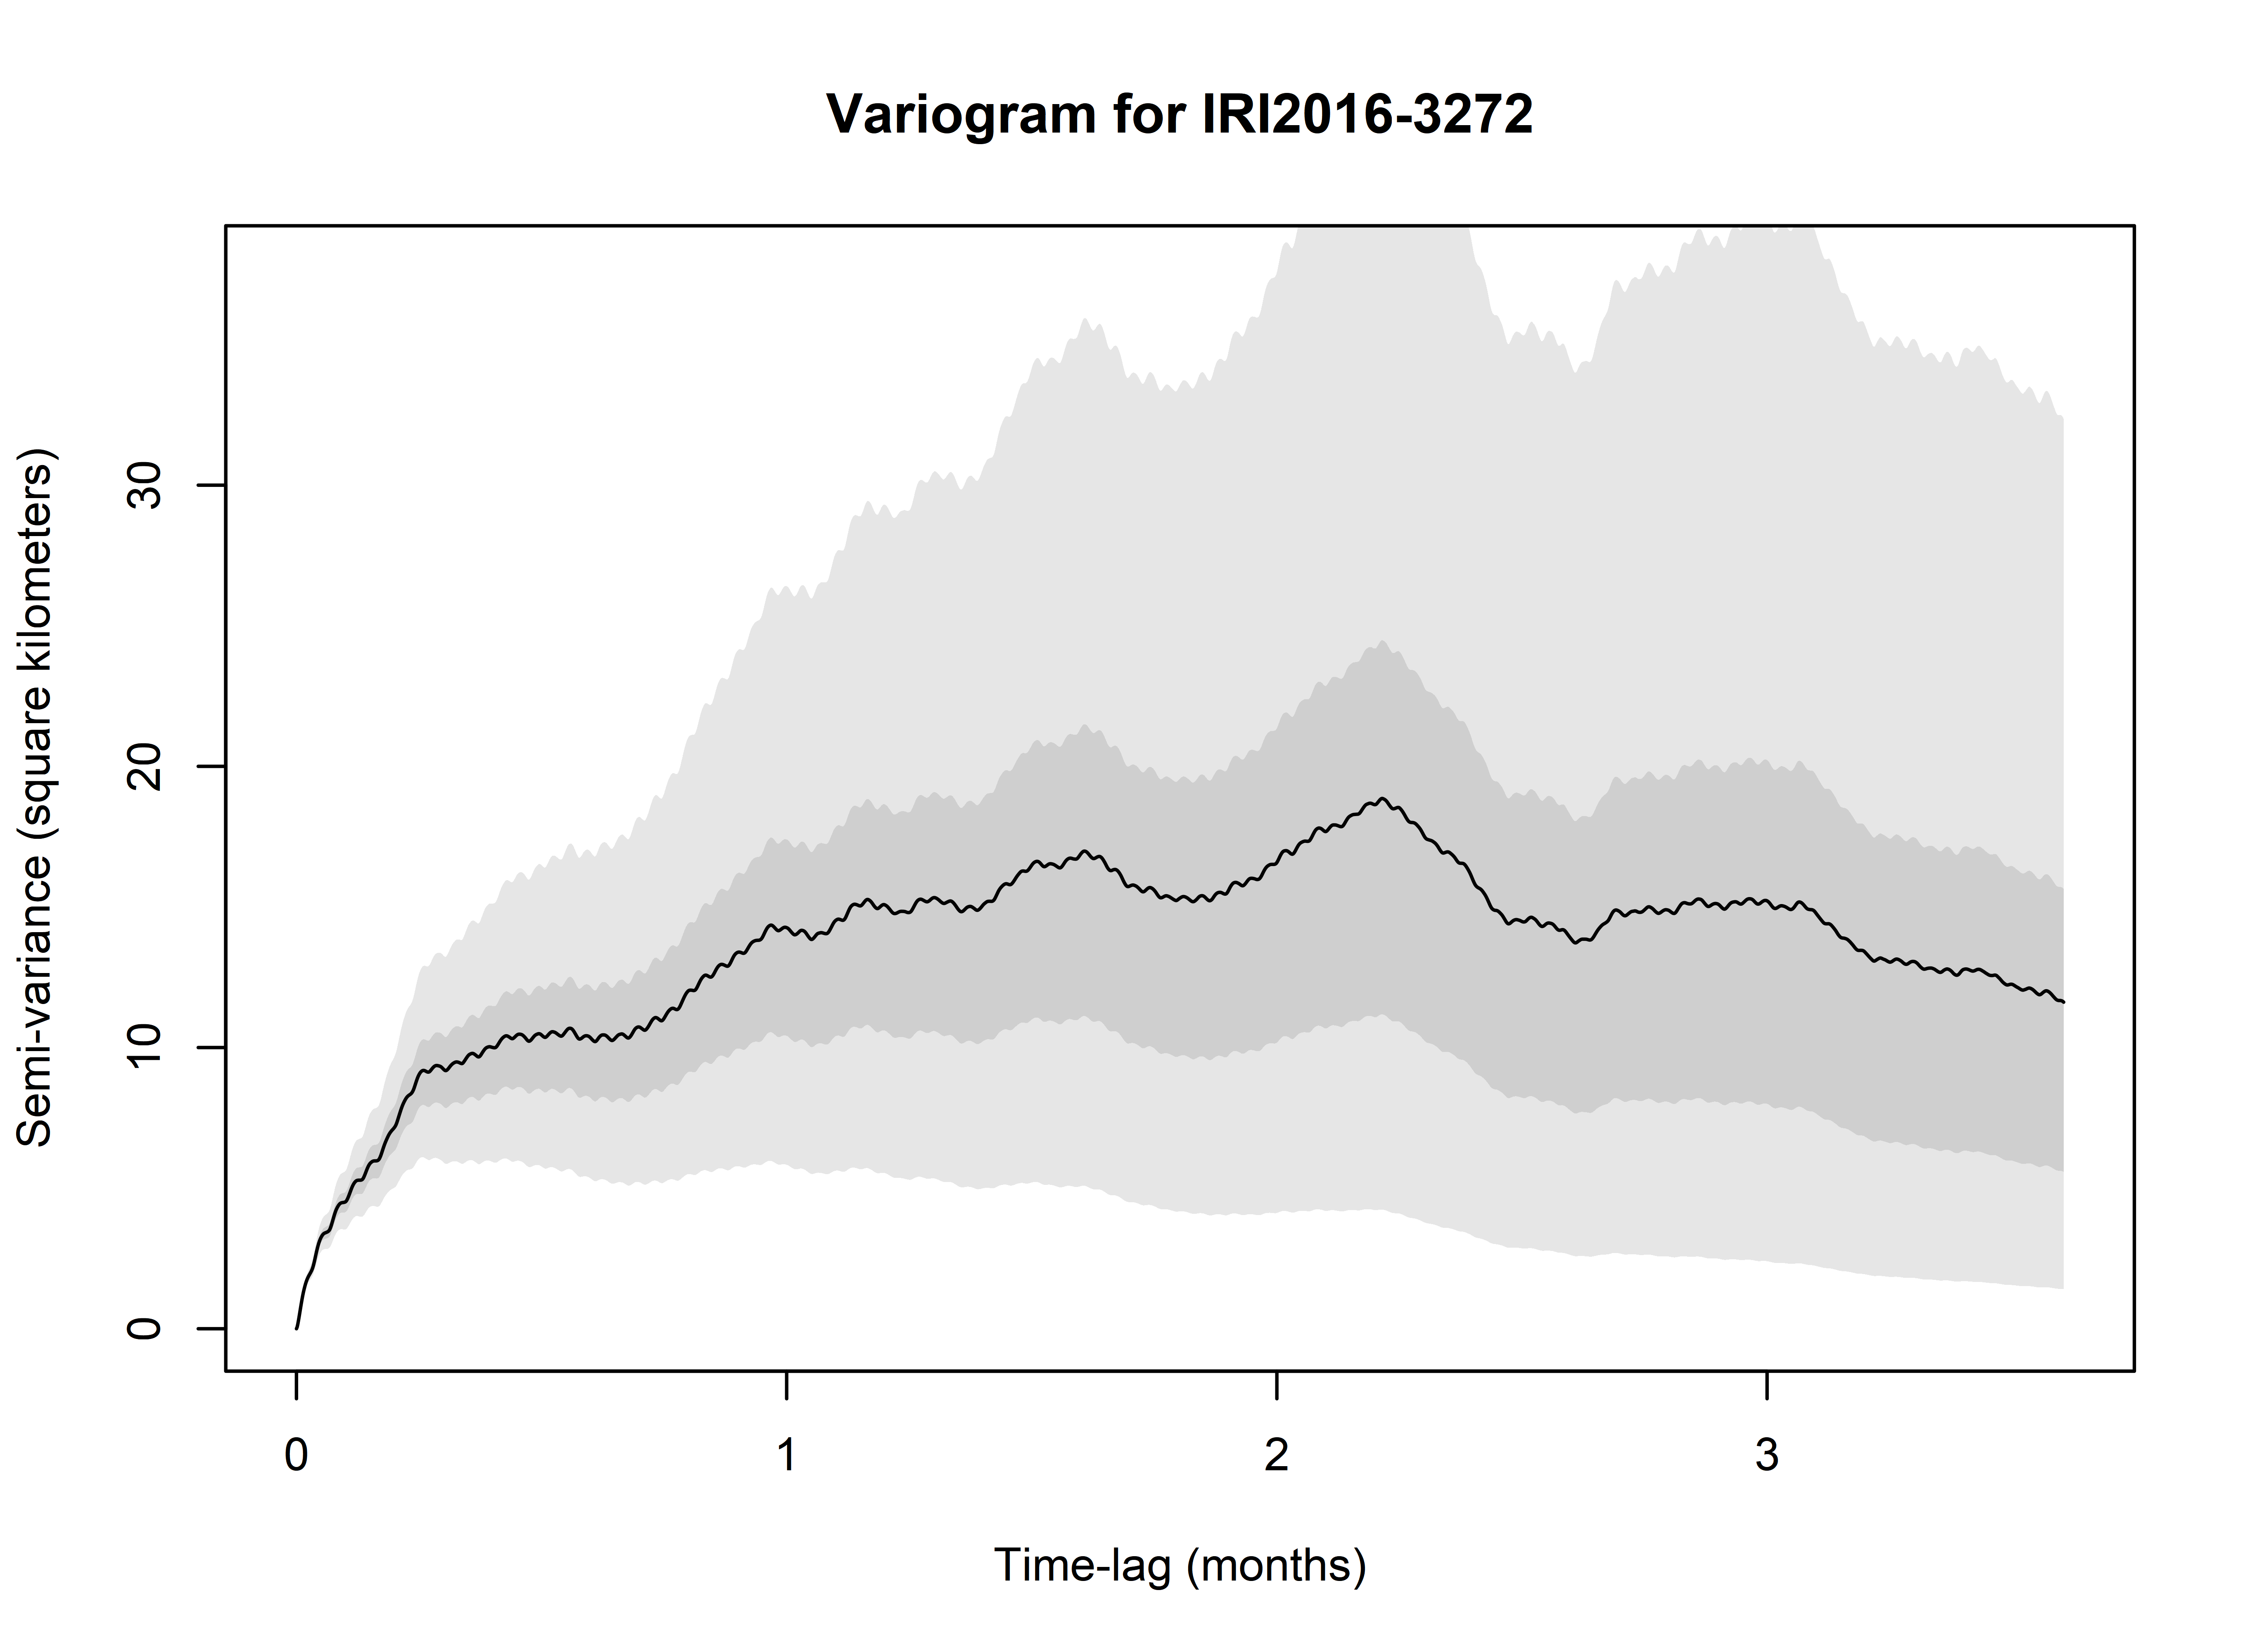 Variogram for IRI2016-3272
Semi-variance (square kilometers)
30
20
10
0
0 1 2 3
Time-lag (months)